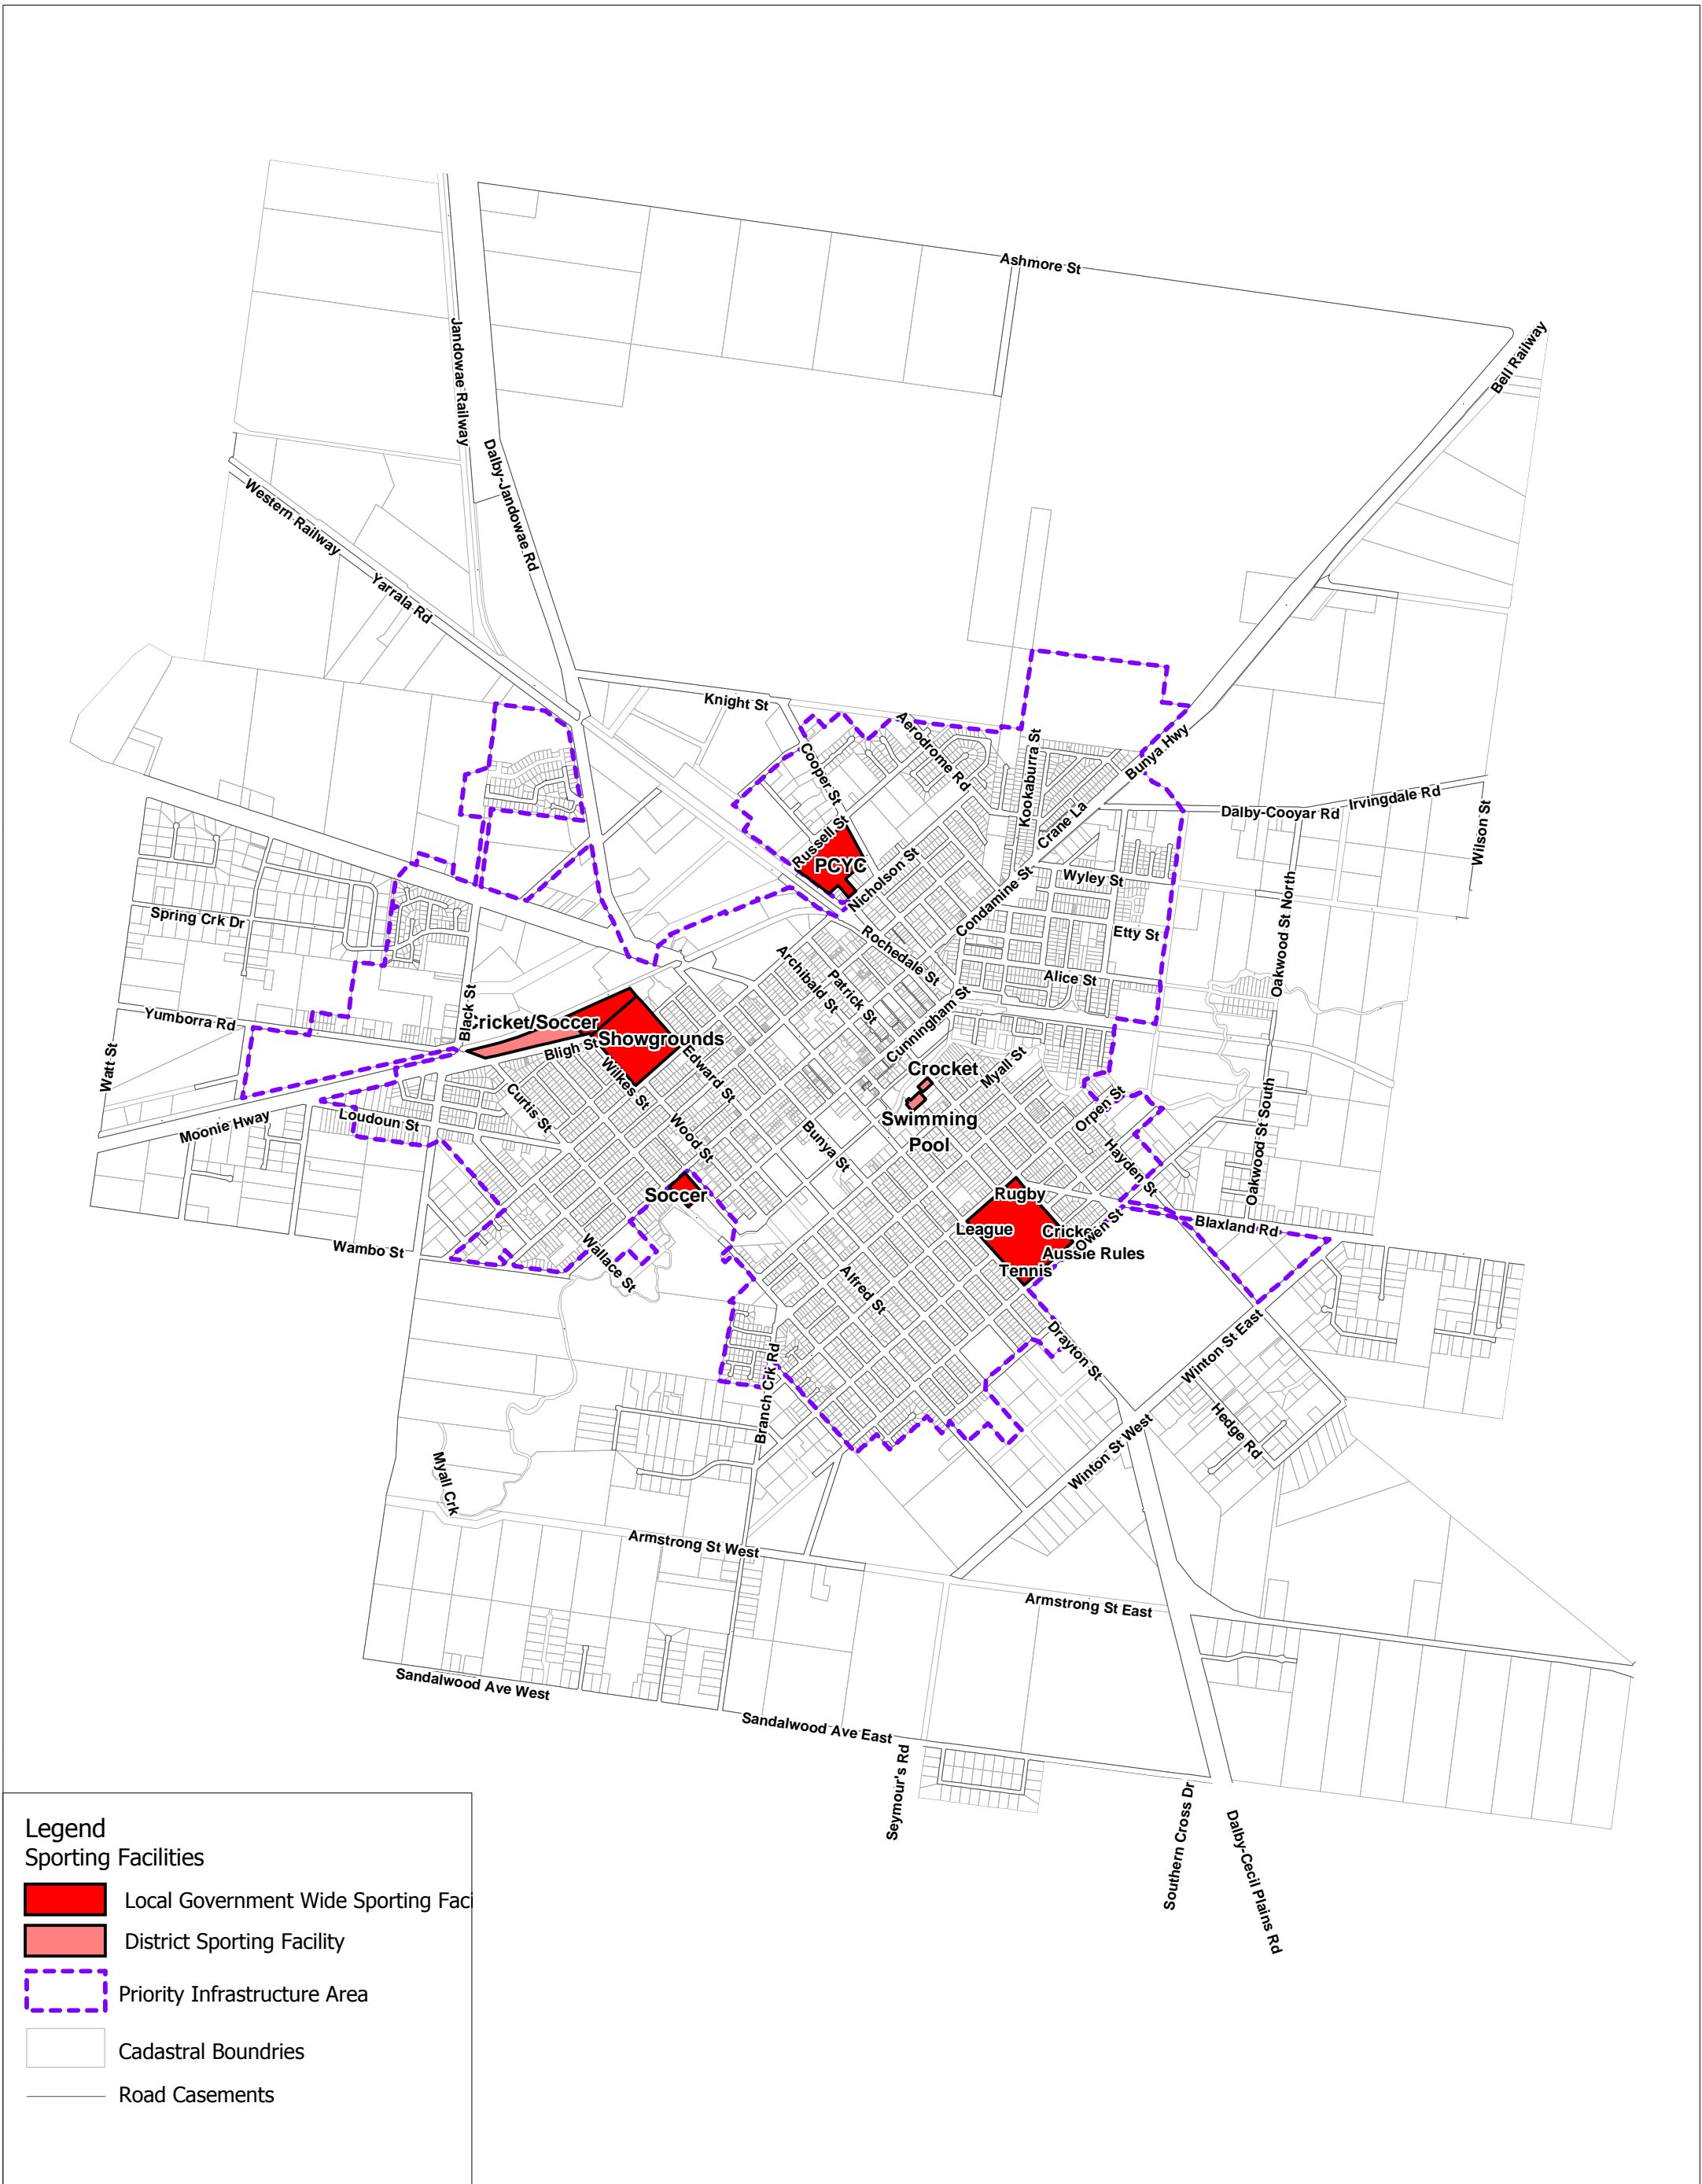 Ashmore St
Bell Railway
Jandowae Railway
Dalby-Jandowae Rd
Western Railway
Yarrala Rd
Knight St
Aerodrome Rd
Kookaburra St
Bunya Hwy
Cooper St
Crane La
Dalby-Cooyar Rd
Irvingdale Rd
Wilson St
Russell St
PCYC
Nicholson St
Wyley St
Condamine St
Spring Crk Dr
Etty St
Oakwood St North
Rochedale St
Archibald St
Patrick St
Alice St
Yumborra Rd
Black St
Cricket/Soccer
Showgrounds
Bligh St
Cunningham St
Watt St
Edward St
Wilkes St
Crocket
Myall St
Moonie Hway
Loudoun St
Curtis St
Wood St
Bunya St
Swimming
Pool
Orpen St
Hayden St
Oakwood St South
Soccer
Rugby
League
Owen St
Aussie Rules
Tennis
Blaxland Rd
Wambo St
Wallace St
Alfred St
Drayton St
Winton St East
Branch Crk Rd
Hedge Rd
Winton St West
Myall Crk
Armstrong St West
Armstrong St East
Sandalwood Ave West
Sandalwood Ave East
Seymour's Rd
Southern Cross Dr
Dalby-Cecil Plains Rd
Legend
Sporting Facilities
Local Government Wide Sporting Faci
District Sporting Facility
Priority Infrastructure Area
Cadastral Boundries
Road Casements